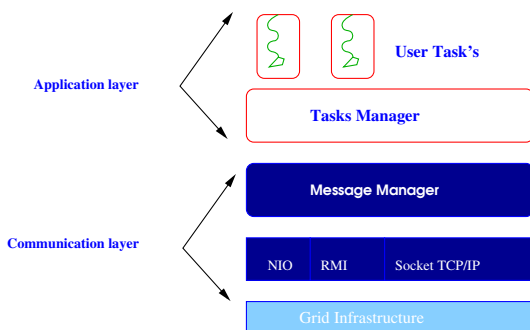 User Task's
Application layer
Tasks Manager
Message Manager
Communication layer
NIO RMI Socket TCP/IP
Grid Infrastructure